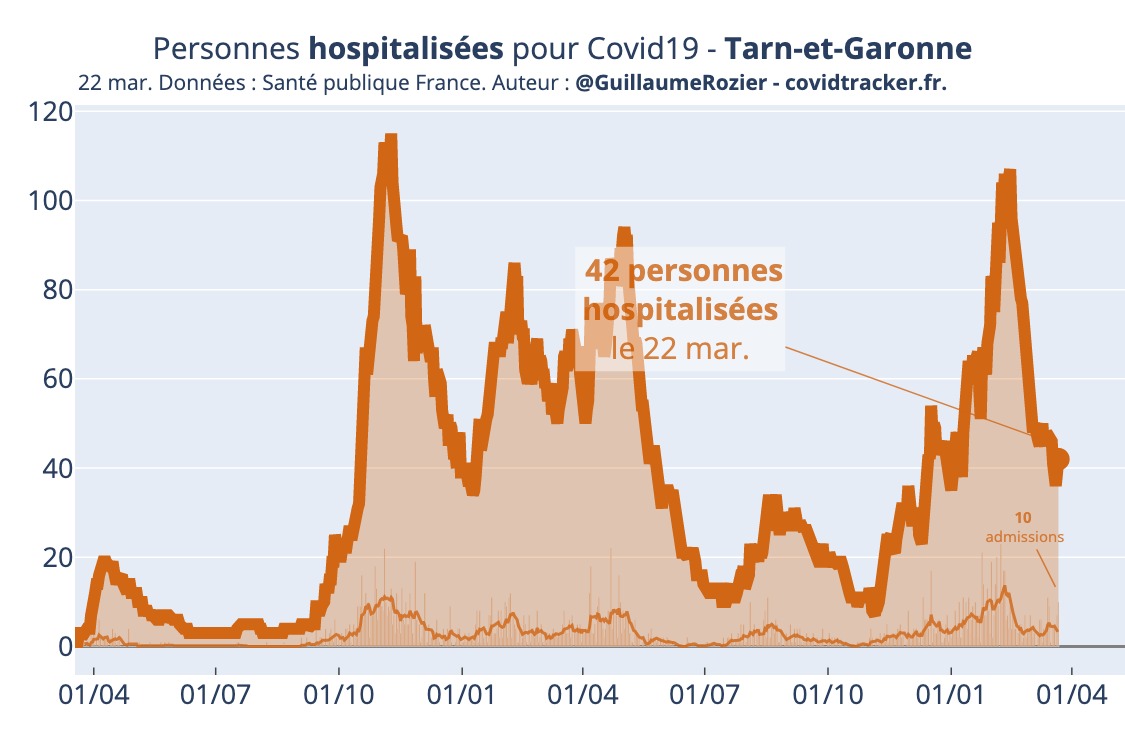 Personnes hospitalisées pour Covid19 - Tarn-et-Garonne
22 mar. Données : Santé publique France. Auteur : @GuillaumeRozier - covidtracker.fr.
120
100
80
60
40
20
0
42 personnes
hospitalisées
le 22 mar.
10
admissions
01/04
01/07
01/10
01/01
01/04
01/07
01/10
01/01
01/04